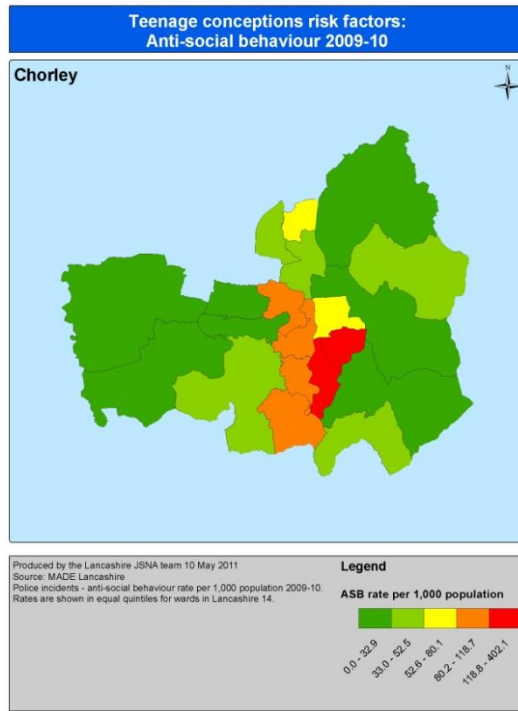 Teenage conceptions risk factors:
Anti-social behaviour 2009-10
Chorley
N
Produced by the Lancashire JSNA team 10 May 2011
Source: MADE Lancashire
Police incidents - anti-social behaviour rate per 1,000 population 2009-10.
Rates are shown in equal quintiles for wards in Lancashire 14.
Legend
ASB rate per 1,000 population
0.0 - 32.9
33.0 - 52.5
52.6 - 80.1
80.2 - 118.7
118.8 - 402.1